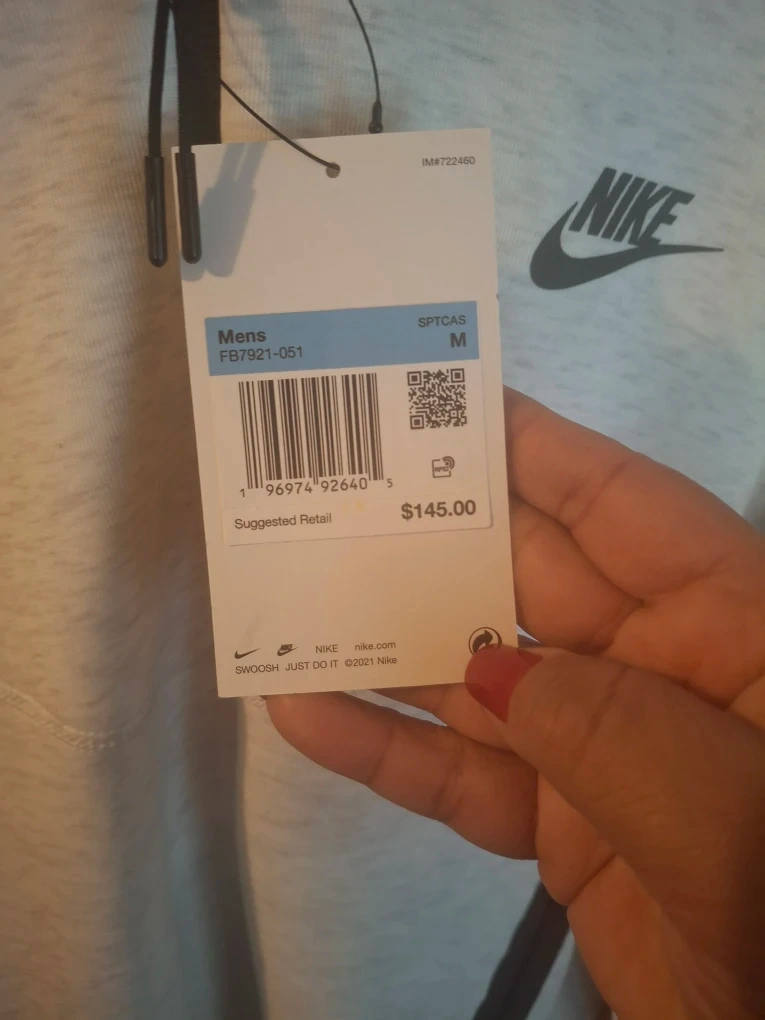 IM#722460
NIKE
Mens
SPTCAS
FB7921-051
M
RFID
1 96974 92640 5
Suggested Retail
$145.00
NIKE nike.com
SWOOSH JUST DO IT ©2021 Nike